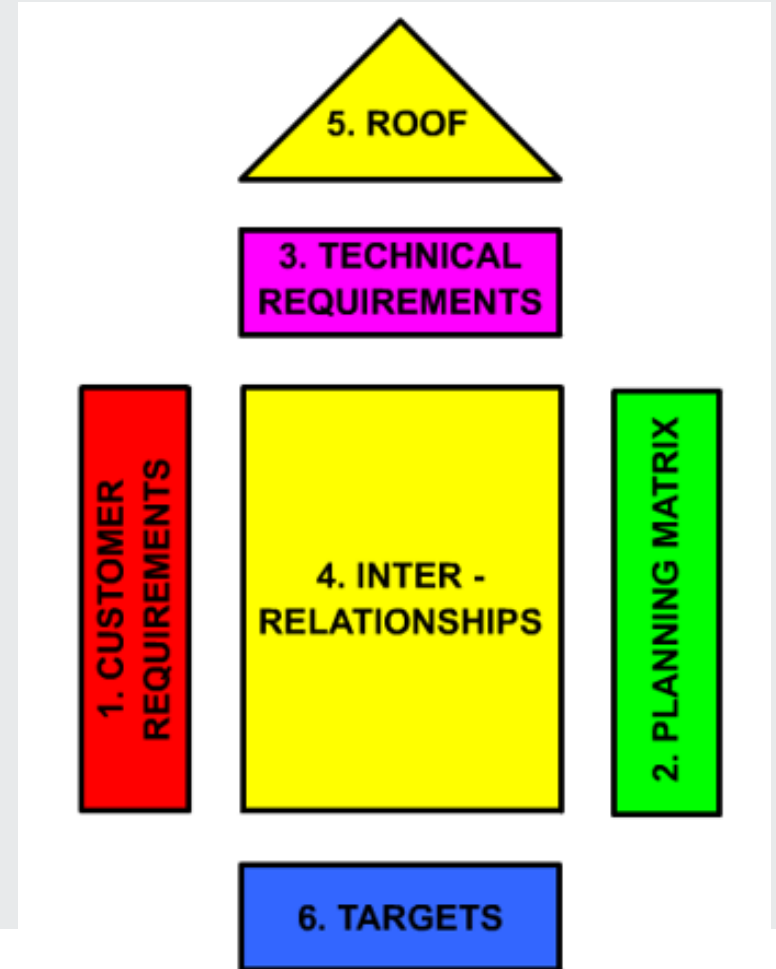 5. ROOF
3. TECHNICAL
REQUIREMENTS
1. CUSTOMER
REQUIREMENTS
4. INTER -
RELATIONSHIPS
2. PLANNING MATRIX
6. TARGETS